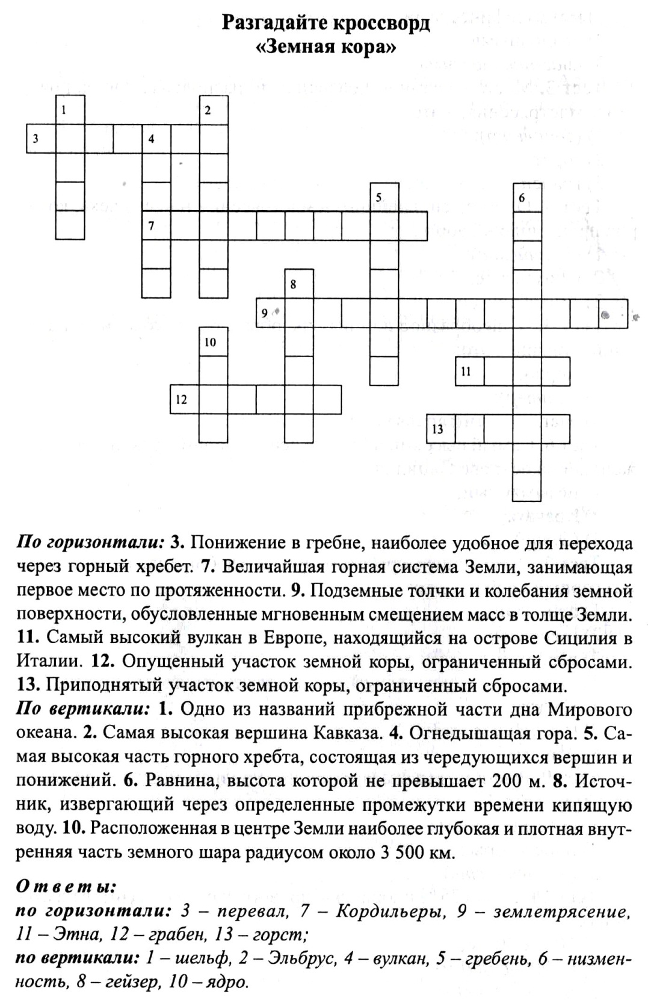 Разгадайте кроссворд
«Земная кора»
1
2
3
4
5
6
7
8
9
10
11
12
13
По горизонтали: 3. Понижение в гребне, наиболее удобное для перехода
через горный хребет. 7. Величайшая горная система Земли, занимающая
первое место по протяженности. 9. Подземные толчки и колебания земной
поверхности, обусловленные мгновенным смещением масс в толще Земли.
11. Самый высокий вулкан в Европе, находящийся на острове Сицилия в
Италии. 12. Опущенный участок земной коры, ограниченный сбросами.
13. Приподнятый участок земной коры, ограниченный сбросами.
По вертикали: 1. Одно из названий прибрежной части дна Мирового
океана. 2. Самая высокая вершина Кавказа. 4. Огнедышащая гора. 5. Са-
мая высокая часть горного хребта, состоящая из чередующихся вершин и
понижений. 6. Равнина, высота которой не превышает 200 м. 8. Источ-
ник, извергающий через определенные промежутки времени кипящую
воду. 10. Расположенная в центре Земли наиболее глубокая и плотная внут-
ренняя часть земного шара радиусом около 3 500 км.
Ответы:
по горизонтали: 3 – перевал, 7 – Кордильеры, 9 – землетрясение,
11 – Этна, 12 – грабен, 13 – горст;
по вертикали: 1 – шельф, 2 – Эльбрус, 4 – вулкан, 5 – гребень, 6 – низмен-
ность, 8 – гейзер, 10 – ядро.